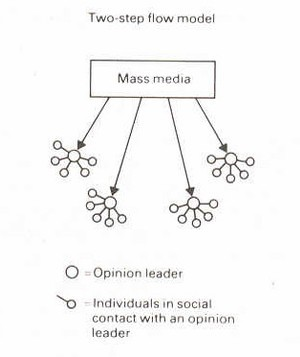 Two-step flow model
Mass media
= Opinion leader
= Individuals in social
contact with an opinion
leader